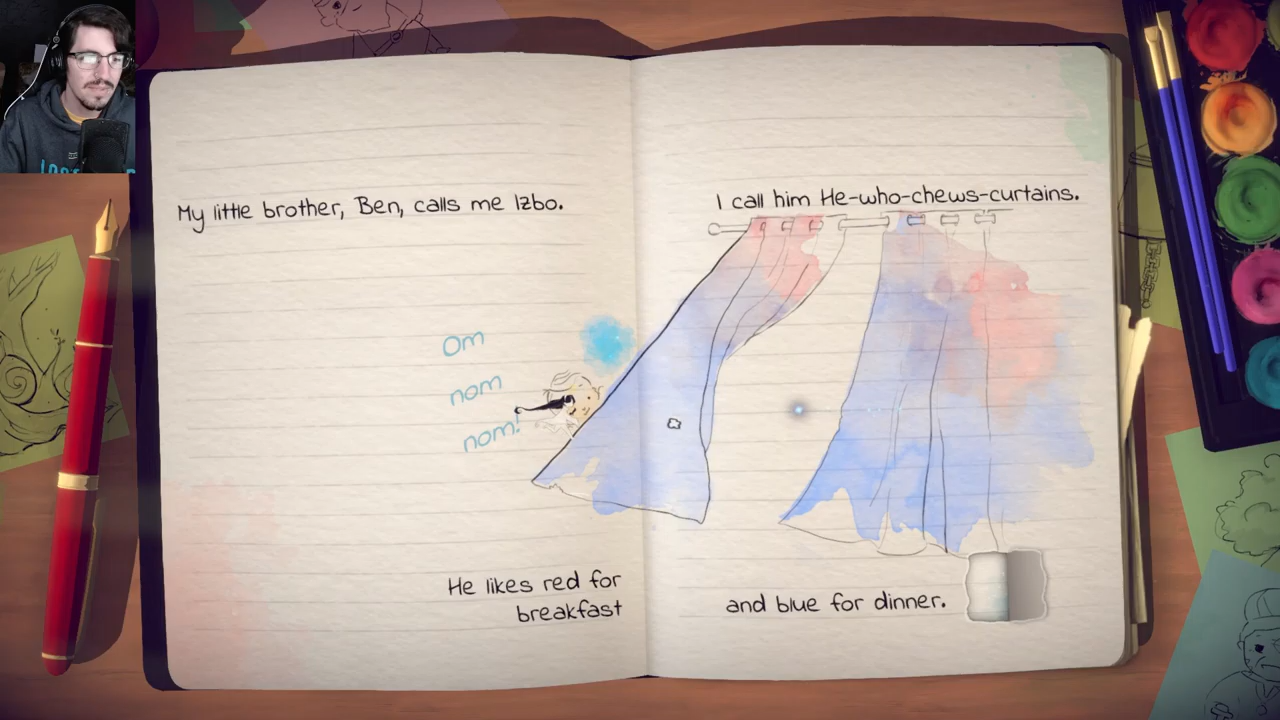 My little brother, Ben, calls me Izbo.
Om
nom
nom!
He likes red for
breakfast
I call him He-who-chews-curtains.
and blue for dinner.